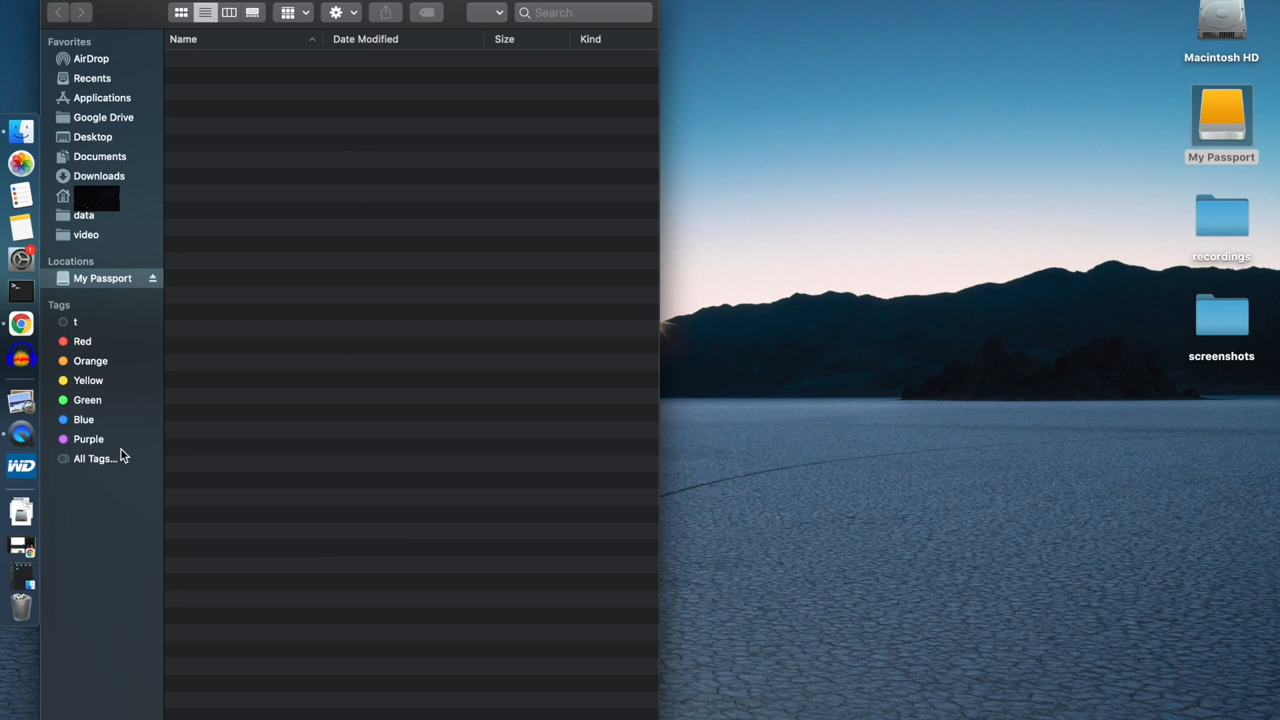 Search
Name Date Modified Size Kind
Favorites
AirDrop
Recents
Applications
Google Drive
Desktop
Documents
Downloads
data
video
Locations
My Passport
Tags
t
Red
Orange
Yellow
Green
Blue
Purple
All Tags...
1
WD
Macintosh HD
My Passport
recordings
screenshots